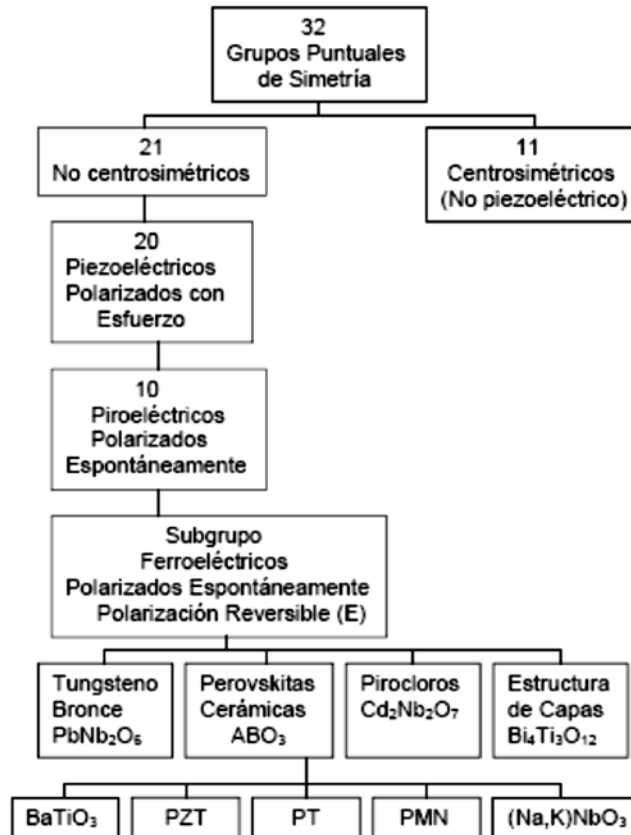 32
Grupos Puntuales
de Simetría
21
No centrosimétricos
11
Centrosimétricos
(No piezoeléctrico)
20
Piezoeléctricos
Polarizados con
Esfuerzo
10
Piroeléctricos
Polarizados
Espontáneamente
Subgrupo
Ferroeléctricos
Polarizados Espontáneamente
Polarización Reversible (E)
Tungsteno
Bronce
PbNb₂O₆
Perovskitas
Cerámicas
ABO₃
Pirocloros
Cd₂Nb₂O₇
Estructura
de Capas
Bi₄Ti₃O₁₂
BaTiO₃
PZT
PT
PMN
(Na,K)NbO₃